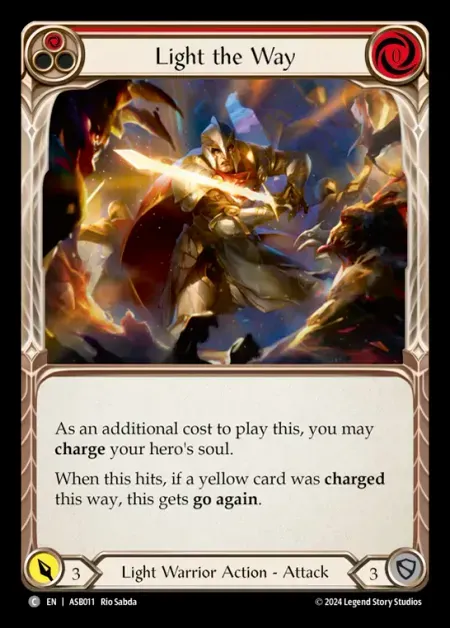 Light the Way
0
As an additional cost to play this, you may
charge your hero's soul.
When this hits, if a yellow card was charged
this way, this gets go again.
3
Light Warrior Action - Attack
3
C EN | ASB011 Rio Sabda
© 2024 Legend Story Studios